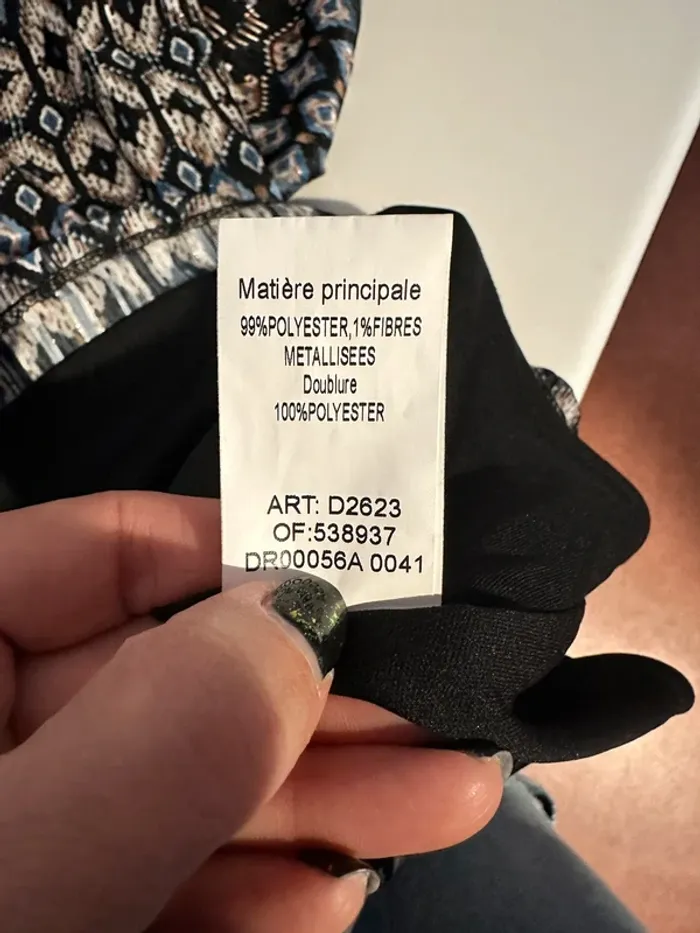 Matière principale
99%POLYESTER,1%FIBRES
METALLISEES
Doublure
100%POLYESTER
ART: D2623
OF:538937
DR00056A 0041